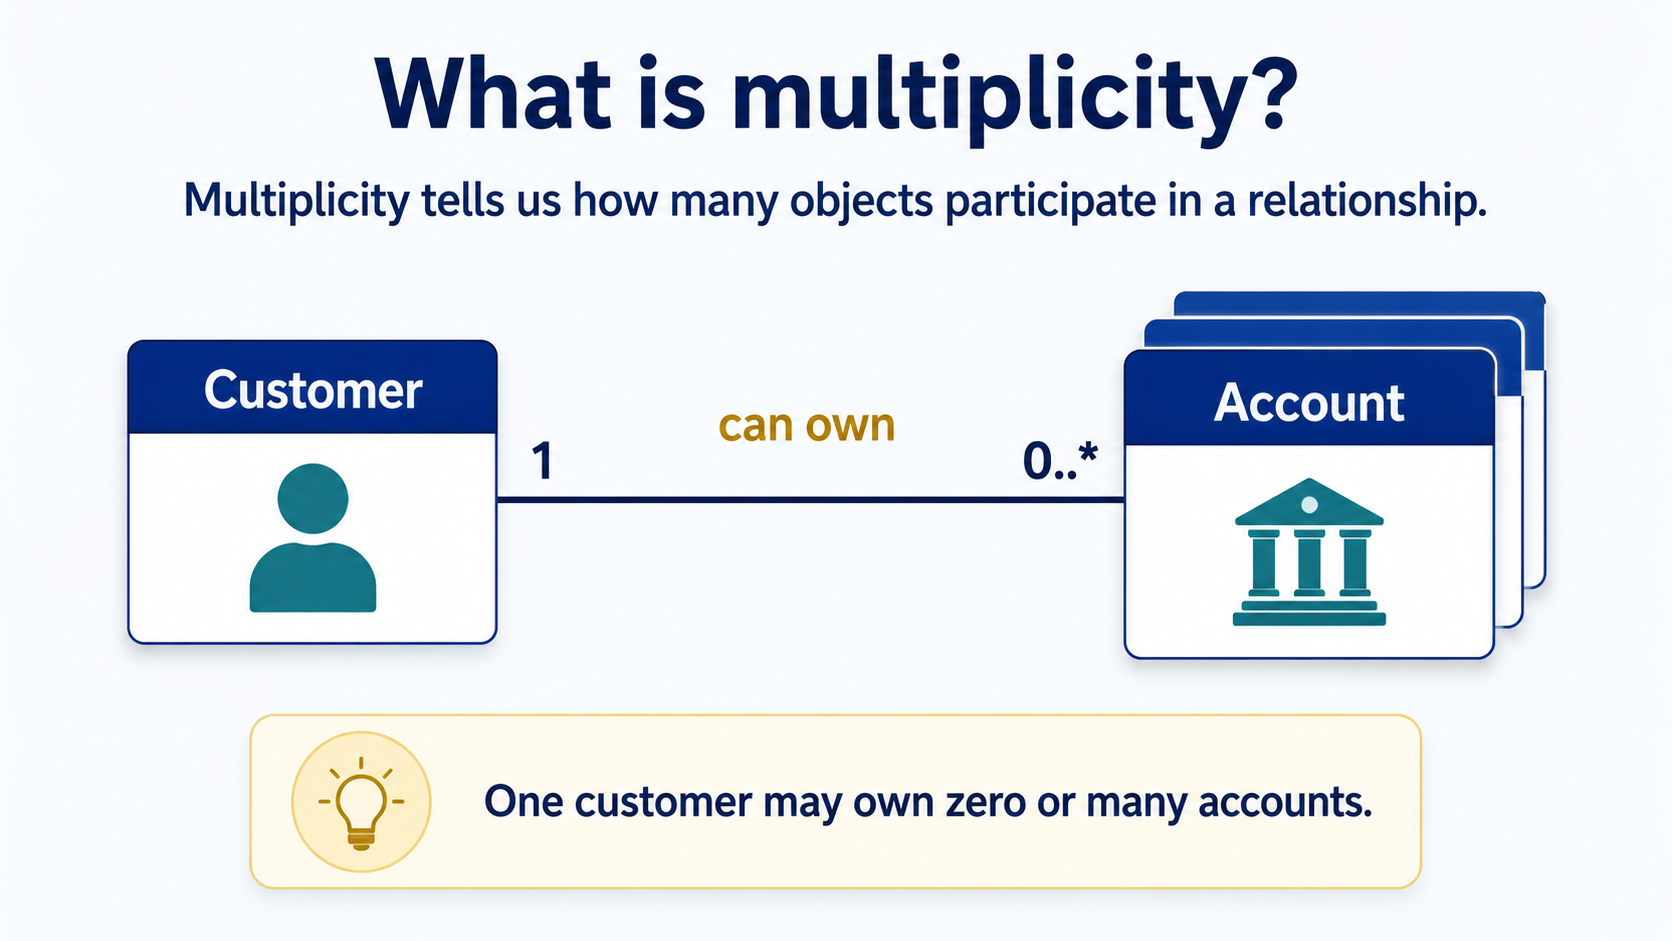 What is multiplicity?
Multiplicity tells us how many objects participate in a relationship.
Customer
Account
can own
1
0..*
One customer may own zero or many accounts.